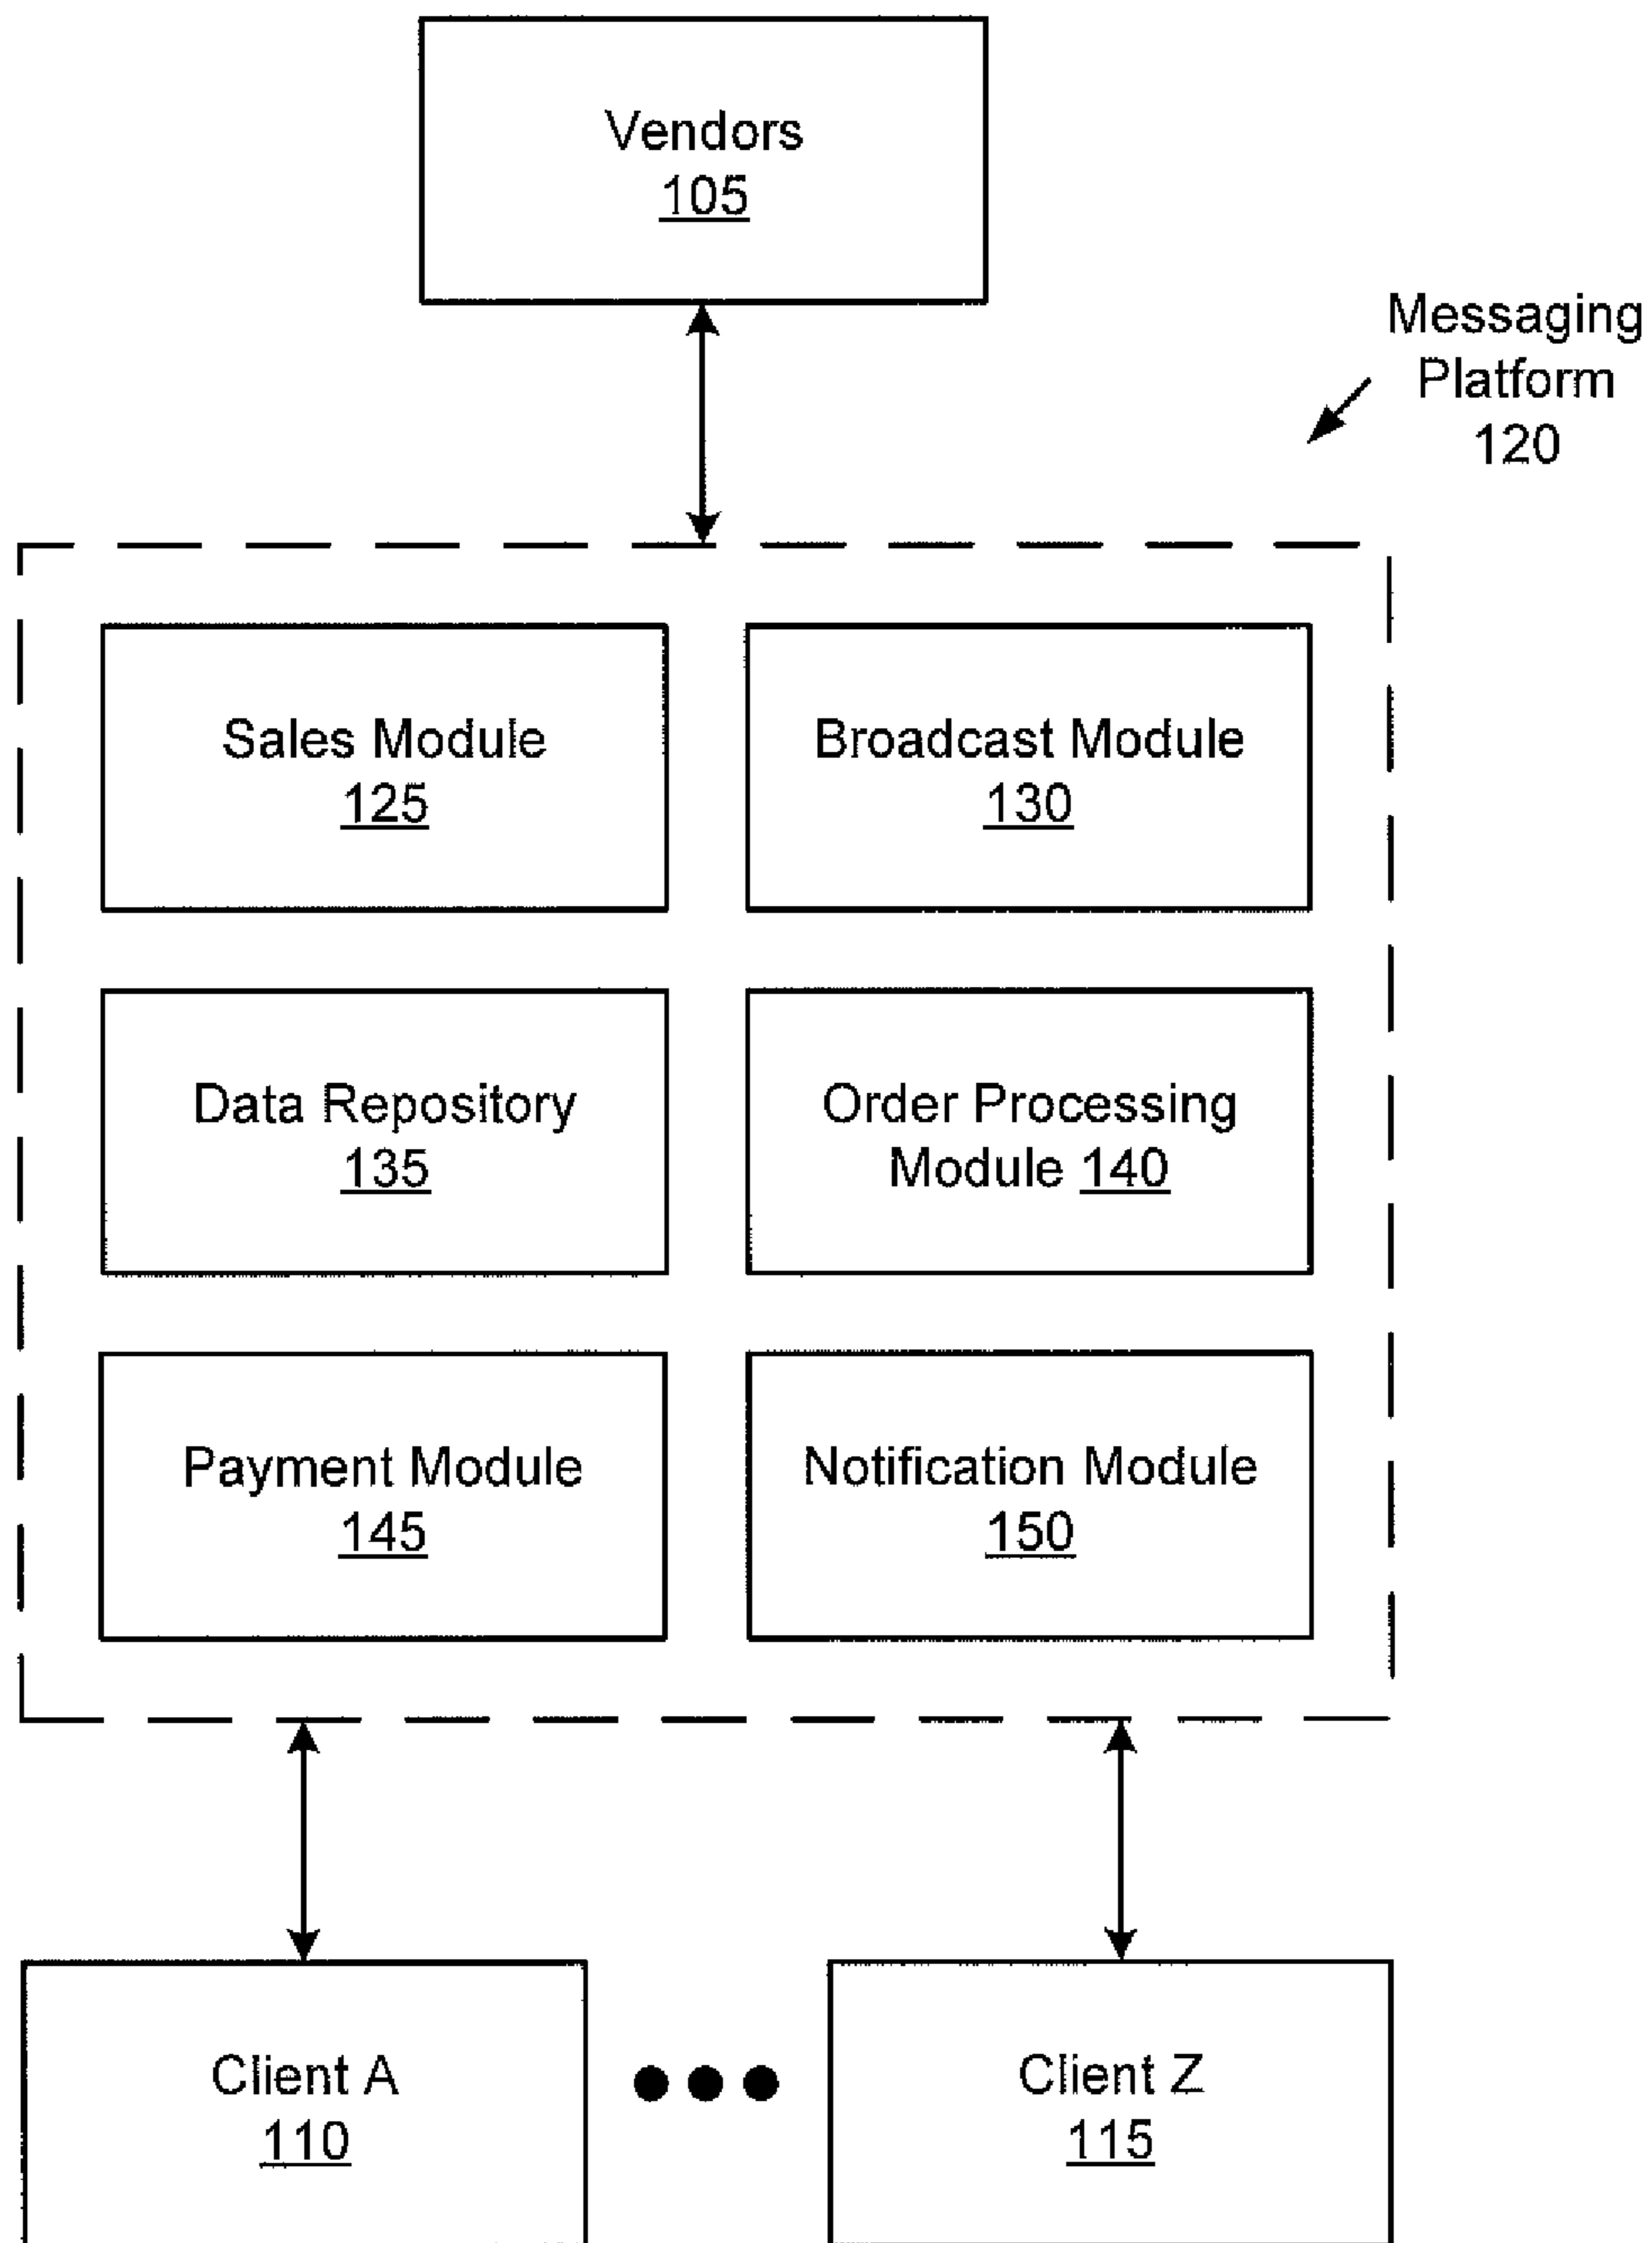 Vendors
105
Messaging
Platform
120
Sales Module
125
Broadcast Module
130
Data Repository
135
Order Processing
Module 140
Payment Module
145
Notification Module
150
Client A
110
Client Z
115